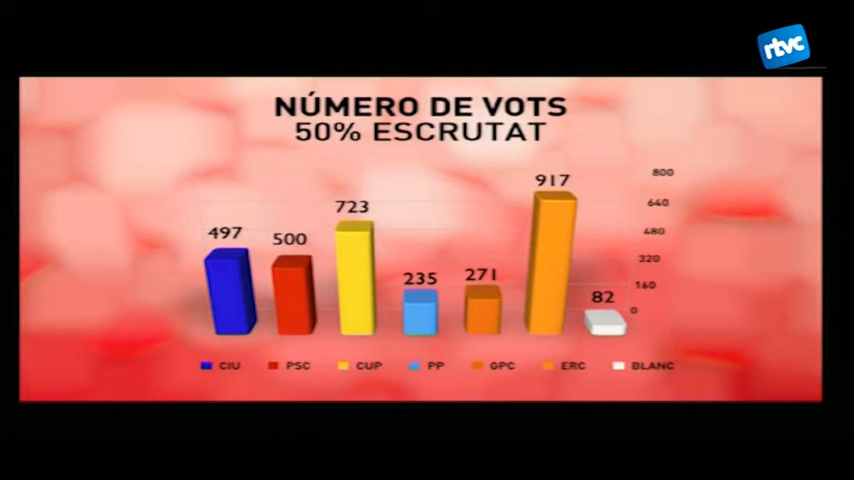 rtvc
NÚMERO DE VOTS
50% ESCRUTAT
497
500
723
235
271
917
82
800
640
480
320
160
0
CIU
PSC
CUP
PP
GPC
ERC
BLANC